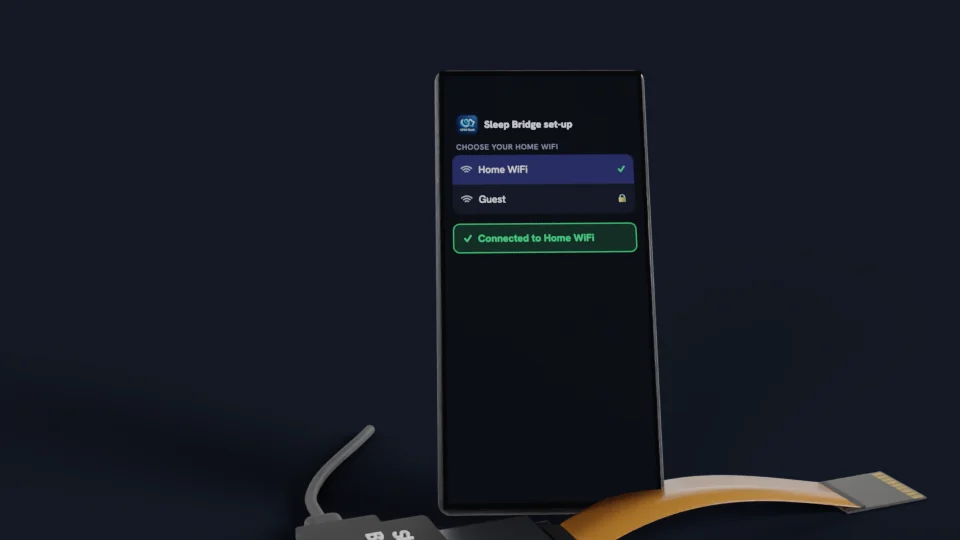 Sleep Bridge set-up
CHOOSE YOUR HOME WIFI
Home WiFi
Guest
Connected to Home WiFi